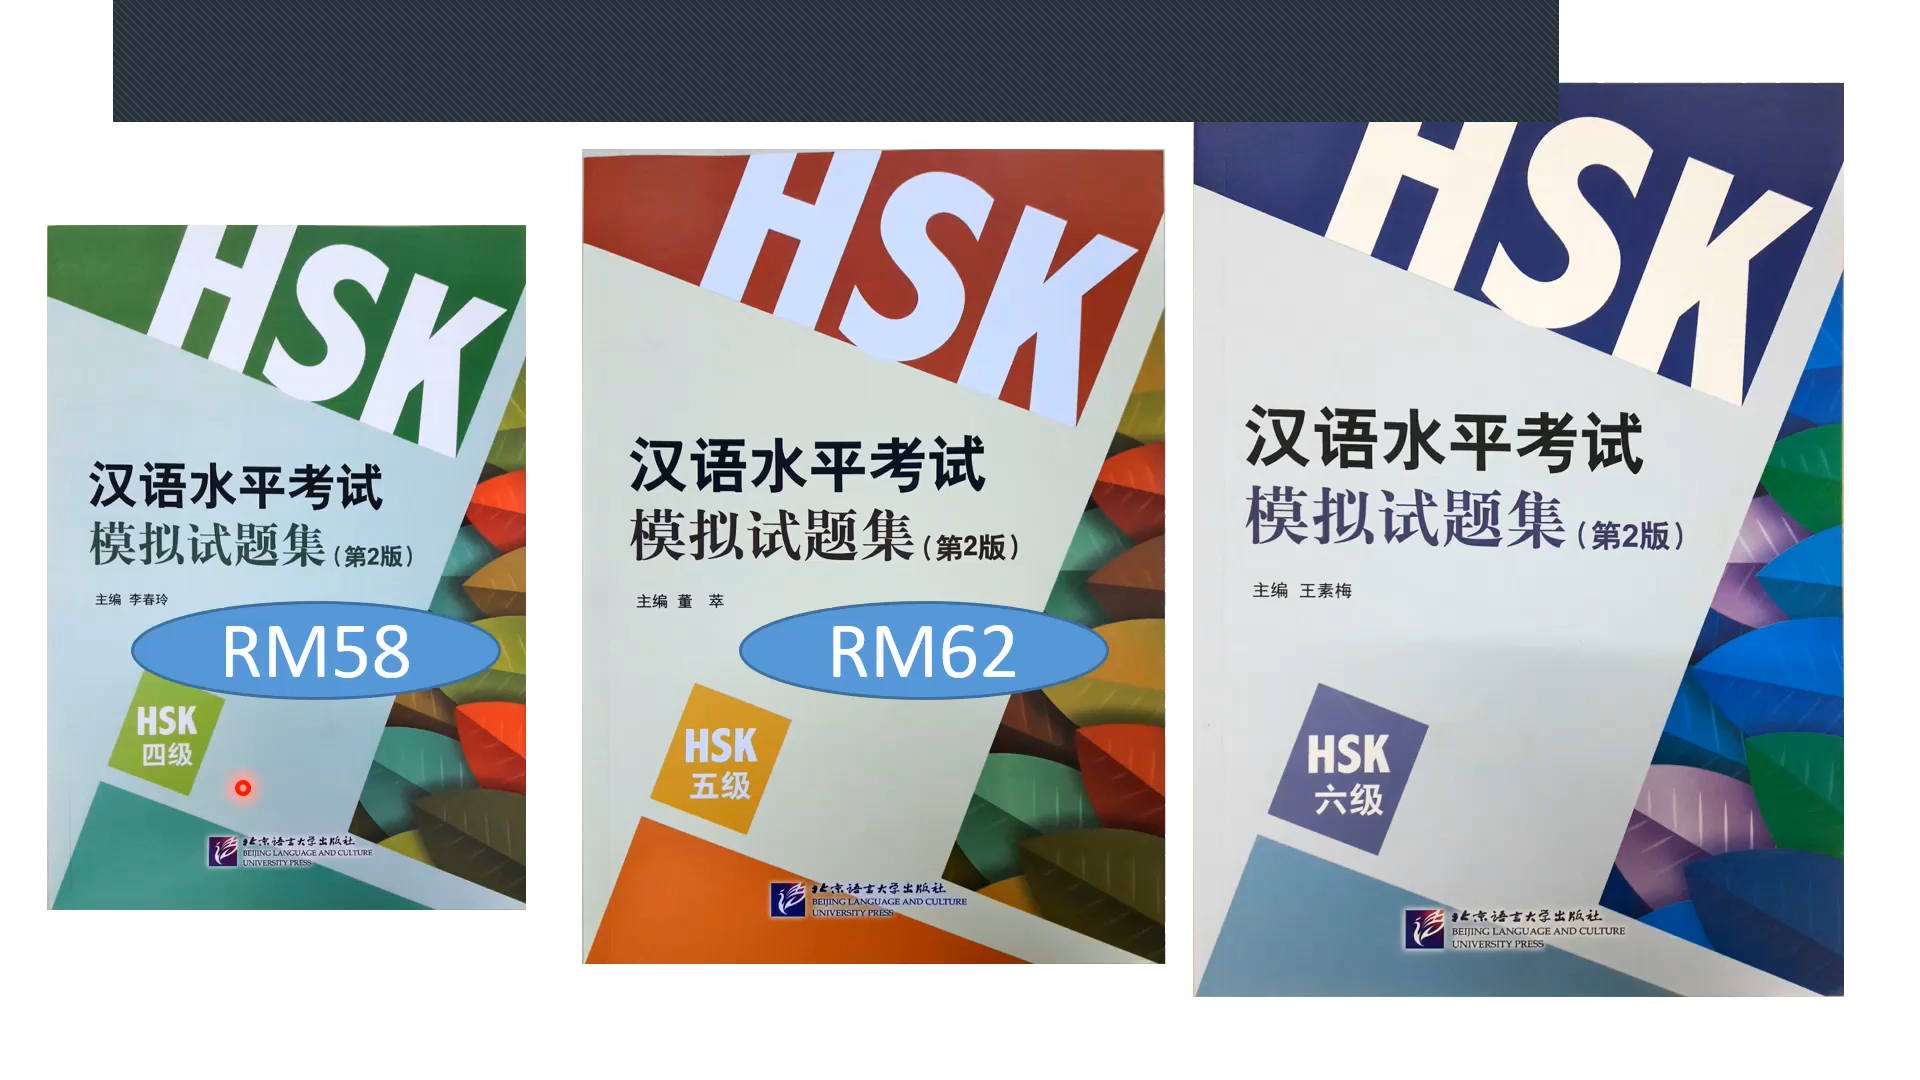 HSK
汉语水平考试
模拟试题集(第2版)
主编 李春玲
RM58
HSK
四级
北京语言大学出版社
BEIJING LANGUAGE AND CULTURE
UNIVERSITY PRESS
HSK
汉语水平考试
模拟试题集(第2版)
主编 董 萃
RM62
HSK
五级
北京语言大学出版社
BEIJING LANGUAGE AND CULTURE
UNIVERSITY PRESS
HSK
汉语水平考试
模拟试题集(第2版)
主编 王素梅
HSK
六级
北京语言大学出版社
BEIJING LANGUAGE AND CULTURE
UNIVERSITY PRESS